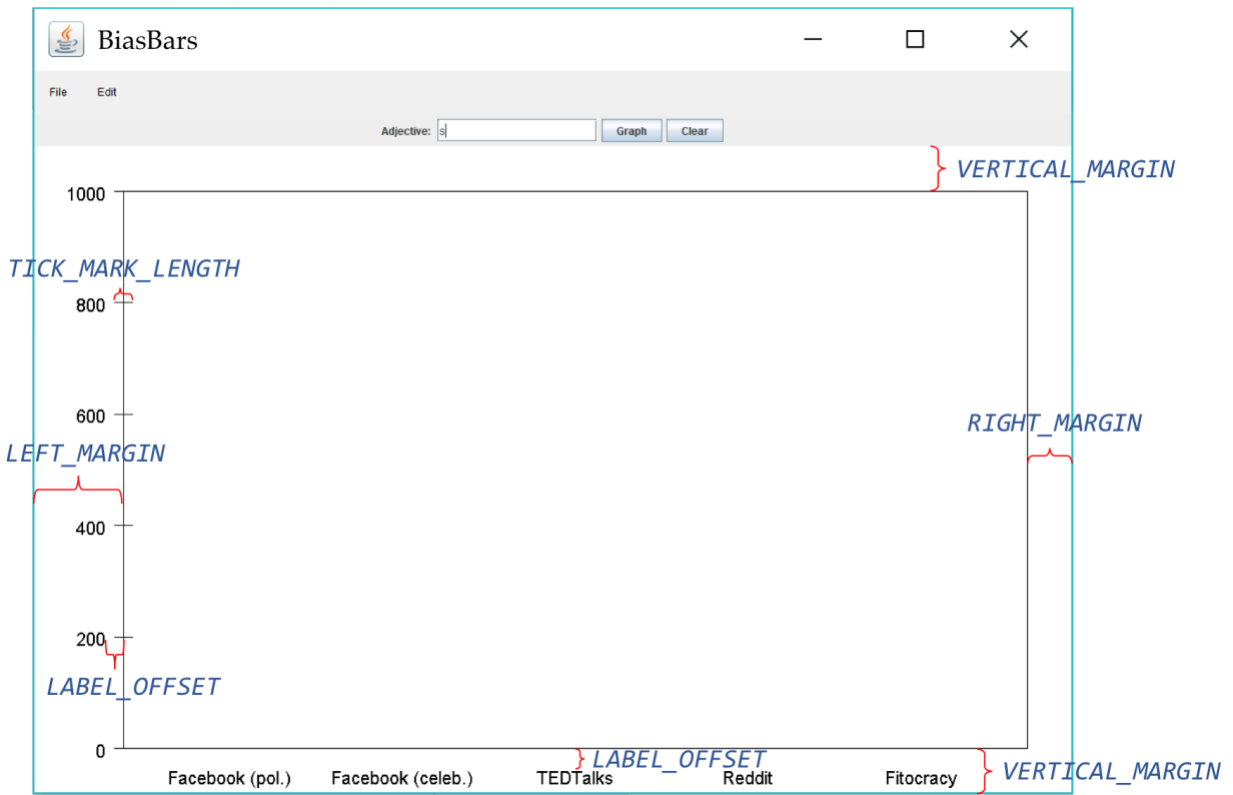 BiasBars
File Edit
Adjective: s Graph Clear
VERTICAL_MARGIN
1000
TICK_MARK_LENGTH
800
600
RIGHT_MARGIN
LEFT_MARGIN
400
200
LABEL_OFFSET
0
LABEL_OFFSET
VERTICAL_MARGIN
Facebook (pol.) Facebook (celeb.) TEDTalks Reddit Fitocracy